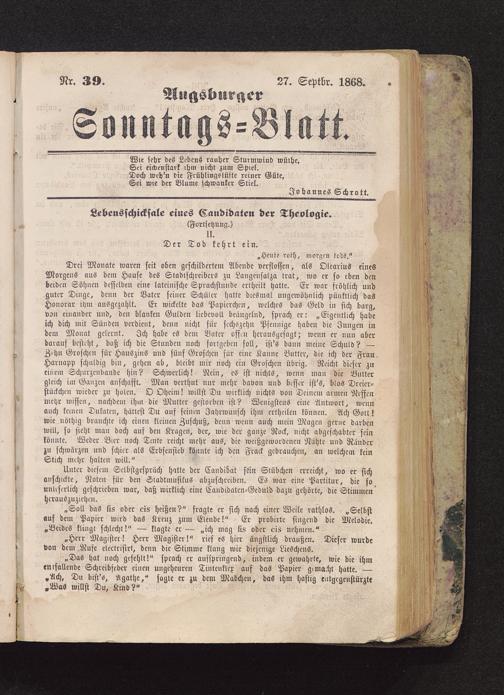 Nr. 39.
27. Septbr. 1868.
Augsburger
Sonntags-Blatt.
Wie sehr des Lebens rauher Sturmwind wüthe,
Sei eichenstark ihm nicht zum Spiel.
Doch weh'n die Frühlingslüfte reiner Güte,
Sei wie der Blume schwanker Stiel.
Johannes Schrott.
Lebensschicksale eines Candidaten der Theologie.
(Fortsetzung.)
II.
Der Tod kehrt ein.
„Heute roth, morgen todt.“
Drei Monate waren seit oben geschildertem Abende verflossen, als Olearius eines
Morgens aus dem Hause des Stadtschreibers zu Langensalza trat, wo er so eben den
beiden Söhnen desselben eine lateinische Sprachstunde ertheilt hatte. Er war fröhlich und
guter Dinge, denn der Vater seiner Schüler hatte diesmal ungewöhnlich pünktlich das
Honorar ihm ausgezahlt. Er wickelte das Papierchen, welches das Geld in sich barg,
von einander und, den blanken Gulden liebevoll beäugelnd, sprach er: „Eigentlich habe
ich dich mit Sünden verdient, denn nicht für sechszehn Pfennige haben die Jungen in
dem Monat gelernt. Ich habe es dem Vater offen herausgesagt; wenn er nun aber
darauf besteht, daß ich die Stunden noch fortgeben soll, ist's dann meine Schuld? —
Zehn Groschen für Hauszins und fünf Groschen für eine Kanne Butter, die ich der Frau
Harnapp schuldig bin, gehen ab, bleibt mir noch ein Groschen übrig. Reicht dieser zu
einem Schurzendande hin? Schwerlich! Nein, es ist nichts, wenn man die Butter
gleich im Ganzen anschafft. Man verthut nur mehr davon und besser ist's, blos Dreier-
stückchen wieder zu holen. O Oheim! willst Du wirklich nichts von Deinem armen Neffen
mehr wissen, nachdem ihm die Mutter gestorben ist? Wenigstens eine Antwort, wenn
auch keinen Dukaten, hättest Du auf seinen Jahrwunsch ihm ertheilen können. Ach Gott!
wie nöthig brauchte ich einen kleinen Zuschuß, denn wenn auch mein Magen gerne darben
will, so sieht man doch auf den Kragen, der, wie der ganze Rock, nicht abgeschabter sein
könnte. Weder Bier noch Tinte reicht mehr aus, die weißgewordenen Nähte und Ränder
zu schwärzen und schier als Erbsensieb könnte ich den Frack gebrauchen, an welchem kein
Stich mehr halten will.“
Unter diesem Selbstgespräch hatte der Candidat sein Stübchen erreicht, wo er sich
anschickte, Noten für den Stadtmusikus abzuschreiben. Es war eine Partitur, die so
unleserlich geschrieben war, daß wirklich eine Candidaten-Geduld dazu gehörte, die Stimmen
herauszuziehen.
„Soll das fis oder eis heißen?“ fragte er sich nach einer Weile rathlos. „Selbst
auf dem Papier wird das Kreuz zum Elende!“ Er probirte singend die Melodie.
„Beides klingt schlecht!“ — klagte er — „ich mag fis oder eis nehmen.“
„Herr Magister! Herr Magister!“ rief es hier ängstlich draußen. Dieser wurde
von dem Rufe electrisirt, denn die Stimme klang wie diejenige Lieschens.
„Das hat noch gefehlt!“ sprach er aufspringend, indem er gewahrte, wie die ihm
entfallende Schreibfeder einen ungeheuren Tintenklex auf das Papier gemacht hatte. —
„Ach, Du bist's, Agathe,“ sagte er zu dem Mädchen, das ihm hastig entgegenstürzte
„Was willst Du, Kind?“